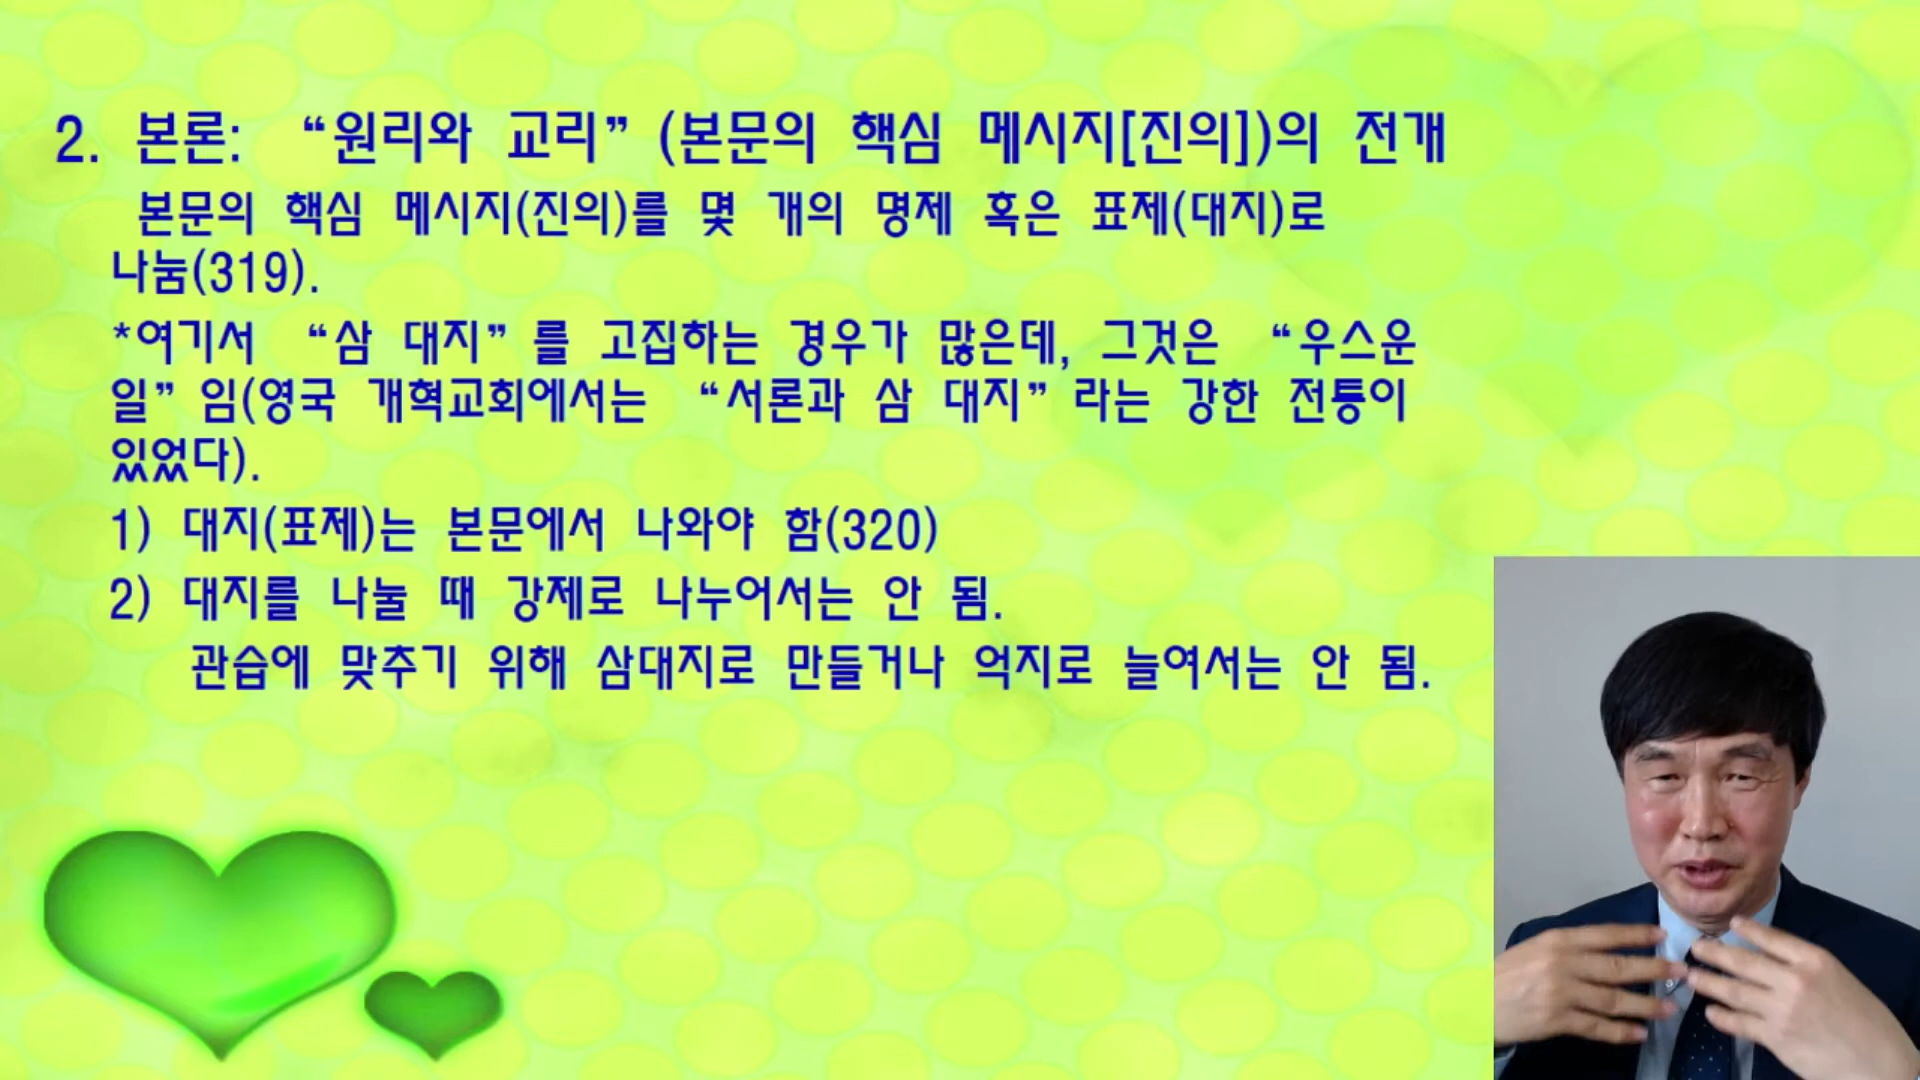 2. 본론: “원리와 교리” (본문의 핵심 메시지[진의])의 전개
본문의 핵심 메시지(진의)를 몇 개의 명제 혹은 표제(대지)로
나눔(319).
*여기서 “삼 대지”를 고집하는 경우가 많은데, 그것은 “우스운
일”임(영국 개혁교회에서는 “서론과 삼 대지”라는 강한 전통이
있었다).
1) 대지(표제)는 본문에서 나와야 함(320)
2) 대지를 나눌 때 강제로 나누어서는 안 됨.
관습에 맞추기 위해 삼대지로 만들거나 억지로 늘여서는 안 됨.